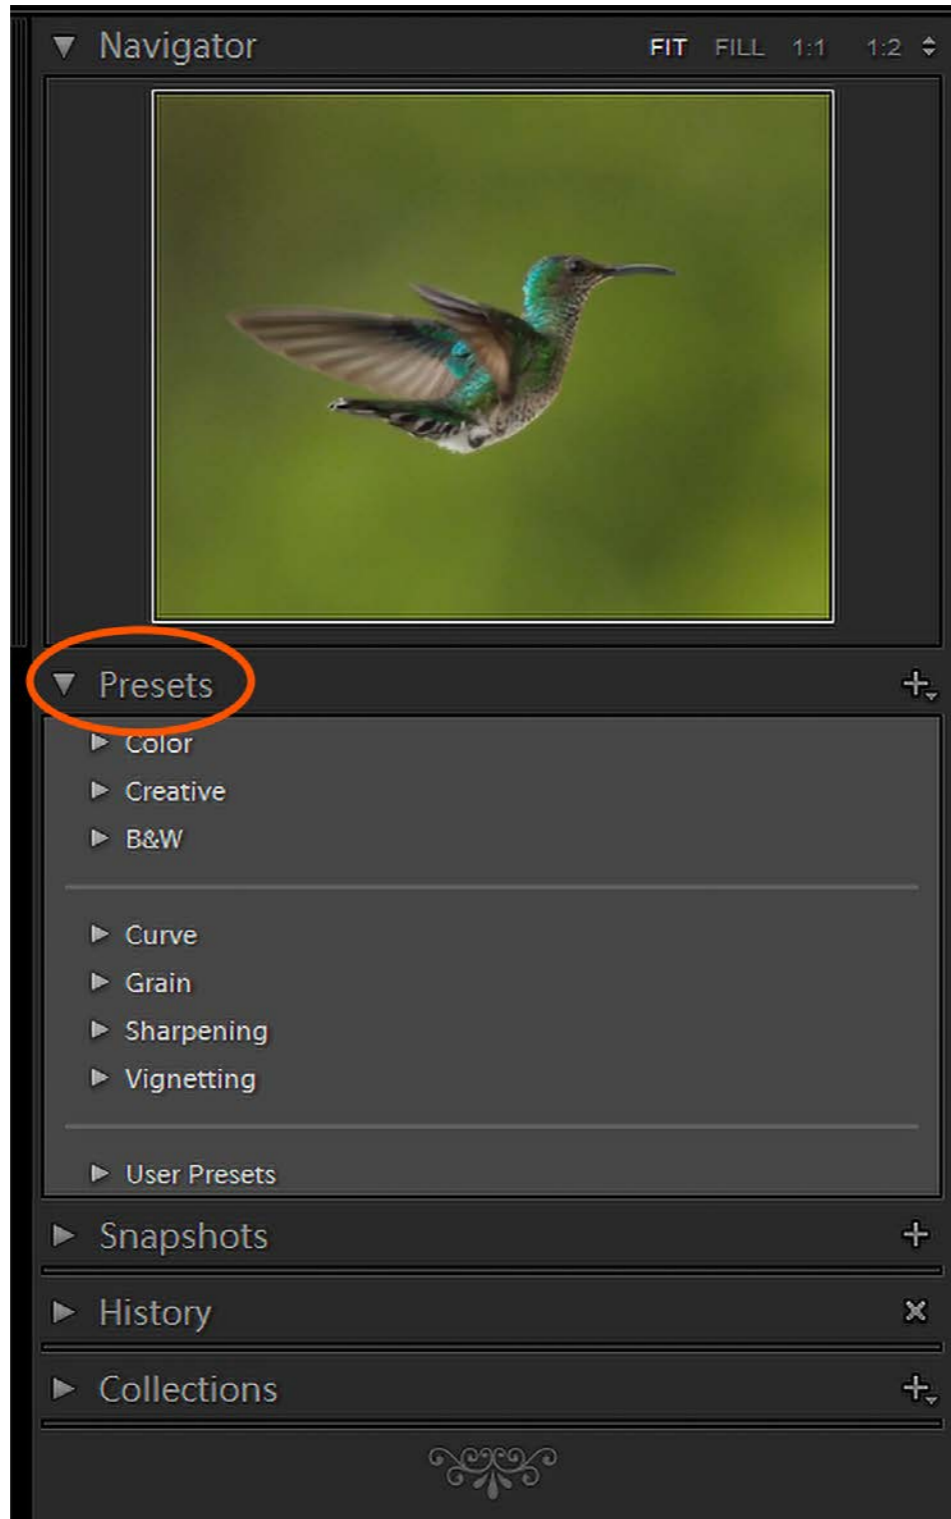 Navigator FIT FILL 1:1 1:2
Presets
Color
Creative
B&W
Curve
Grain
Sharpening
Vignetting
User Presets
Snapshots
History
Collections